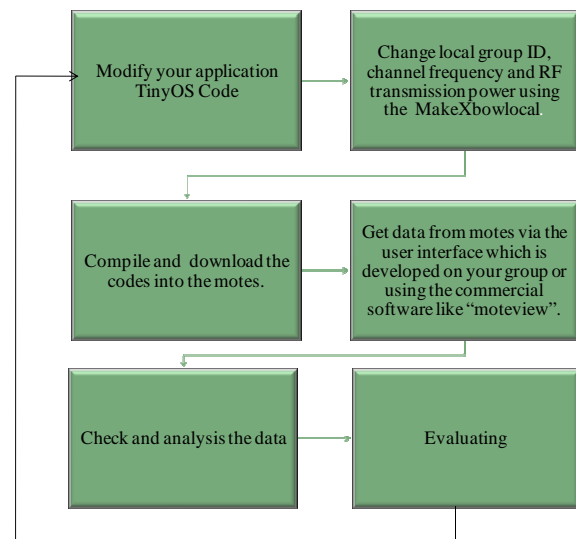 Modify your application
TinyOS Code
Change local group ID,
channel frequency and RF
transmission power using
the MakeXbowlocal.
Compile and download the
codes into the motes.
Get data from motes via the
user interface which is
developed on your group or
using the commercial
software like “moteview”.
Check and analysis the data
Evaluating